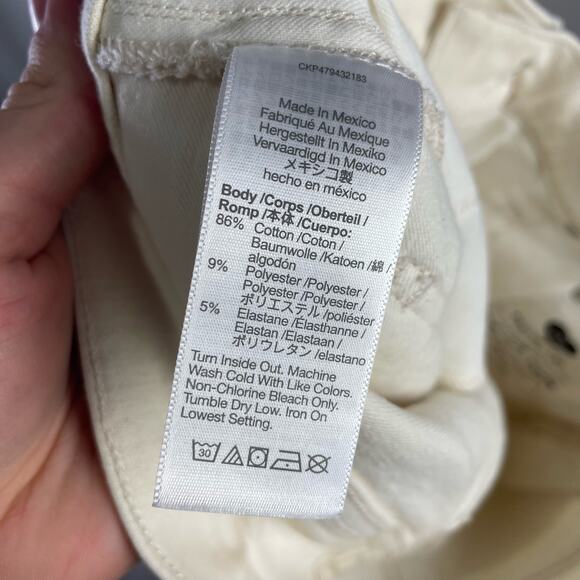 CKP479432183
Made In Mexico
Fabriqué Au Mexique
Hergestellt In Mexiko
Vervaardigd In Mexico
メキシコ製
hecho en méxico
Body /Corps /Oberteil /
Romp /本体 /Cuerpo:
86% Cotton /Coton /
Baumwolle /Katoen /綿 /
algodón
9% Polyester/Polyester /
Polyester /Polyester /
ポリエステル /poliéster
5% Elastane /Élasthanne /
Elastan /Elastaan /
ポリウレタン /elastano
Turn Inside Out. Machine
Wash Cold With Like Colors.
Non-Chlorine Bleach Only.
Tumble Dry Low. Iron On
Lowest Setting.
30